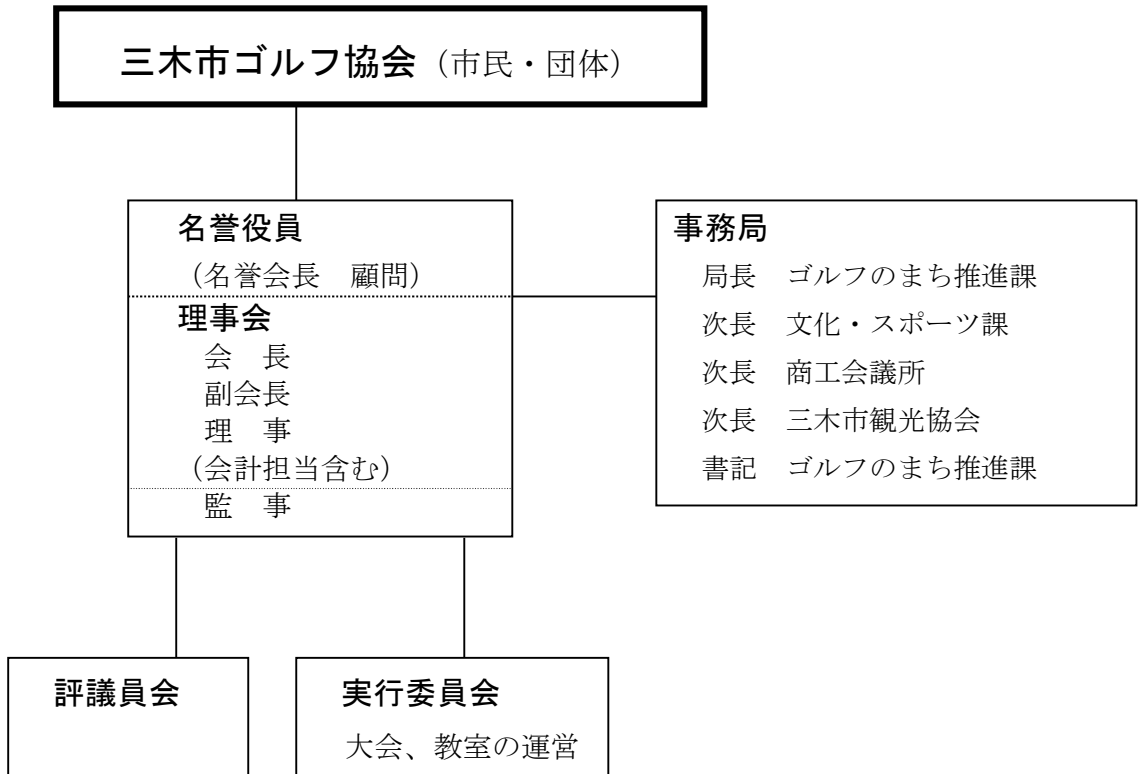 三木市ゴルフ協会（市民・団体）
名誉役員
（名誉会長　顧問）
理事会
会　長
副会長
理　事
（会計担当含む）
監　事
事務局
局長　ゴルフのまち推進課
次長　文化・スポーツ課
次長　商工会議所
次長　三木市観光協会
書記　ゴルフのまち推進課
評議員会
実行委員会
大会、教室の運営